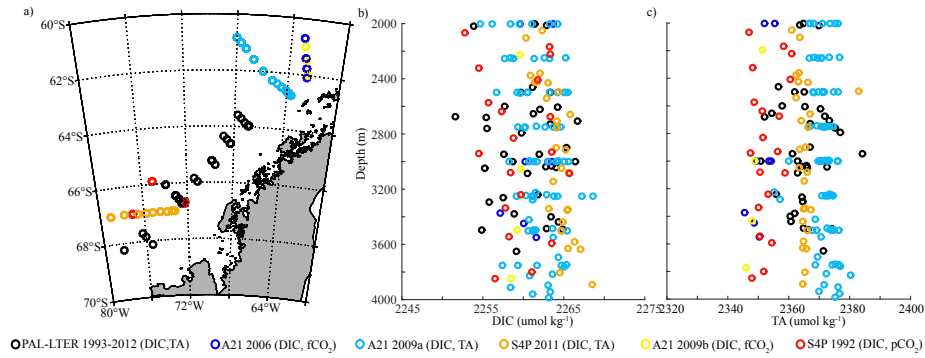 a)
b)
c)
60°S
62°S
64°S
66°S
68°S
70°S
80°W
72°W
64°W
Depth (m)
2000
2400
2800
3200
3600
4000
2245
2255
2265
2275
DIC (umol kg⁻¹)
2320
2340
2360
2380
2400
TA (umol kg⁻¹)
PAL-LTER 1993-2012 (DIC,TA) A21 2006 (DIC, fCO₂) A21 2009a (DIC, TA) S4P 2011 (DIC, TA) A21 2009b (DIC, fCO₂) S4P 1992 (DIC, pCO₂)